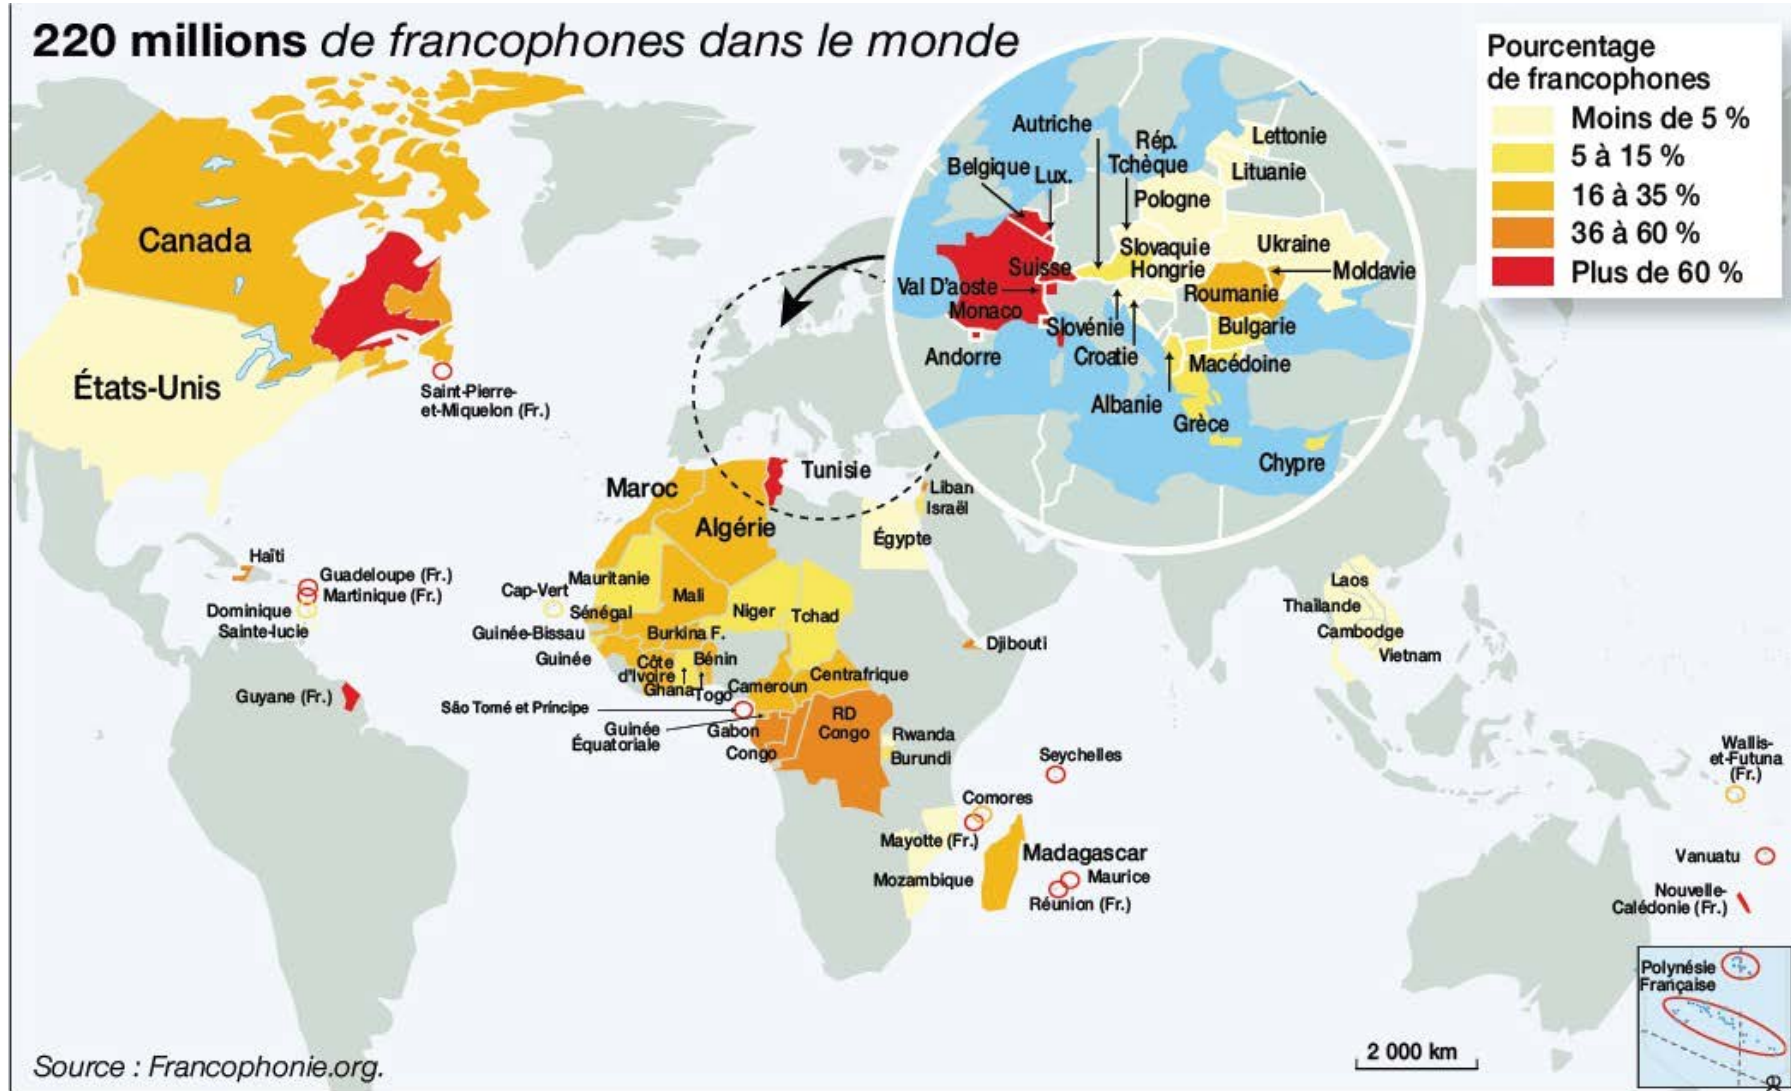 220 millions de francophones dans le monde
Pourcentage
de francophones
Moins de 5 %
5 à 15 %
16 à 35 %
36 à 60 %
Plus de 60 %
Autriche
Rép.
Tchèque
Lettonie
Lituanie
Belgique
Lux.
Pologne
Slovaquie
Ukraine
Suisse
Hongrie
Moldavie
Val D'aoste
Roumanie
Monaco
Slovénie
Bulgarie
Andorre
Croatie
Macédoine
Albanie
Grèce
Chypre
Canada
États-Unis
Saint-Pierre-
et-Miquelon (Fr.)
Maroc
Tunisie
Algérie
Liban
Israël
Égypte
Haïti
Guadeloupe (Fr.)
Martinique (Fr.)
Dominique
Sainte-lucie
Guyane (Fr.)
Cap-Vert
Mauritanie
Mali
Niger
Tchad
Sénégal
Guinée-Bissau
Burkina F.
Guinée
Côte
d'Ivoire
Bénin
Ghana
Togo
Cameroun
Centrafrique
Djibouti
São Tomé et Príncipe
Guinée
Équatoriale
Gabon
Congo
RD
Congo
Rwanda
Burundi
Seychelles
Comores
Mayotte (Fr.)
Madagascar
Mozambique
Maurice
Réunion (Fr.)
Laos
Thaïlande
Cambodge
Vietnam
Wallis-
et-Futuna
(Fr.)
Vanuatu
Nouvelle-
Calédonie (Fr.)
Polynésie
Française
2 000 km
Source : Francophonie.org.